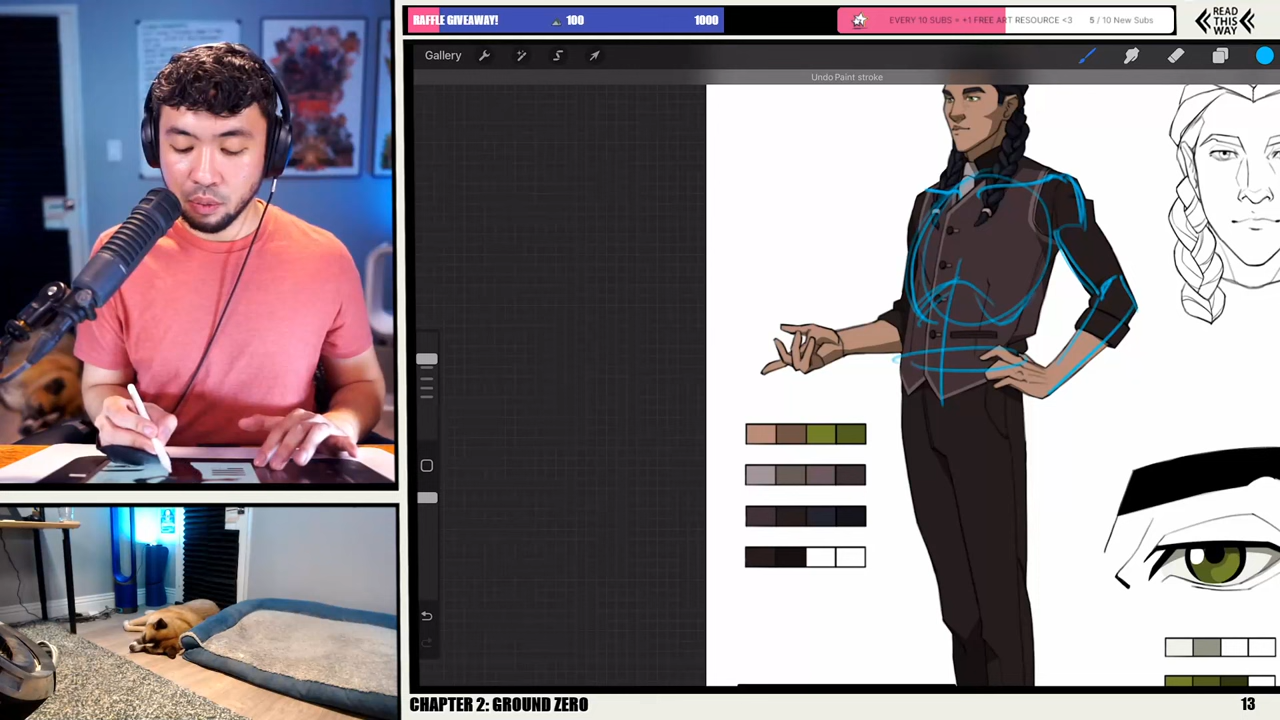 RAFFLE GIVEAWAY! 100 1000
EVERY 10 SUBS = +1 FREE ART RESOURCE <3 5 / 10 New Subs
READ
THIS
WAY
Gallery
Undo Paint stroke
CHAPTER 2: GROUND ZERO
13